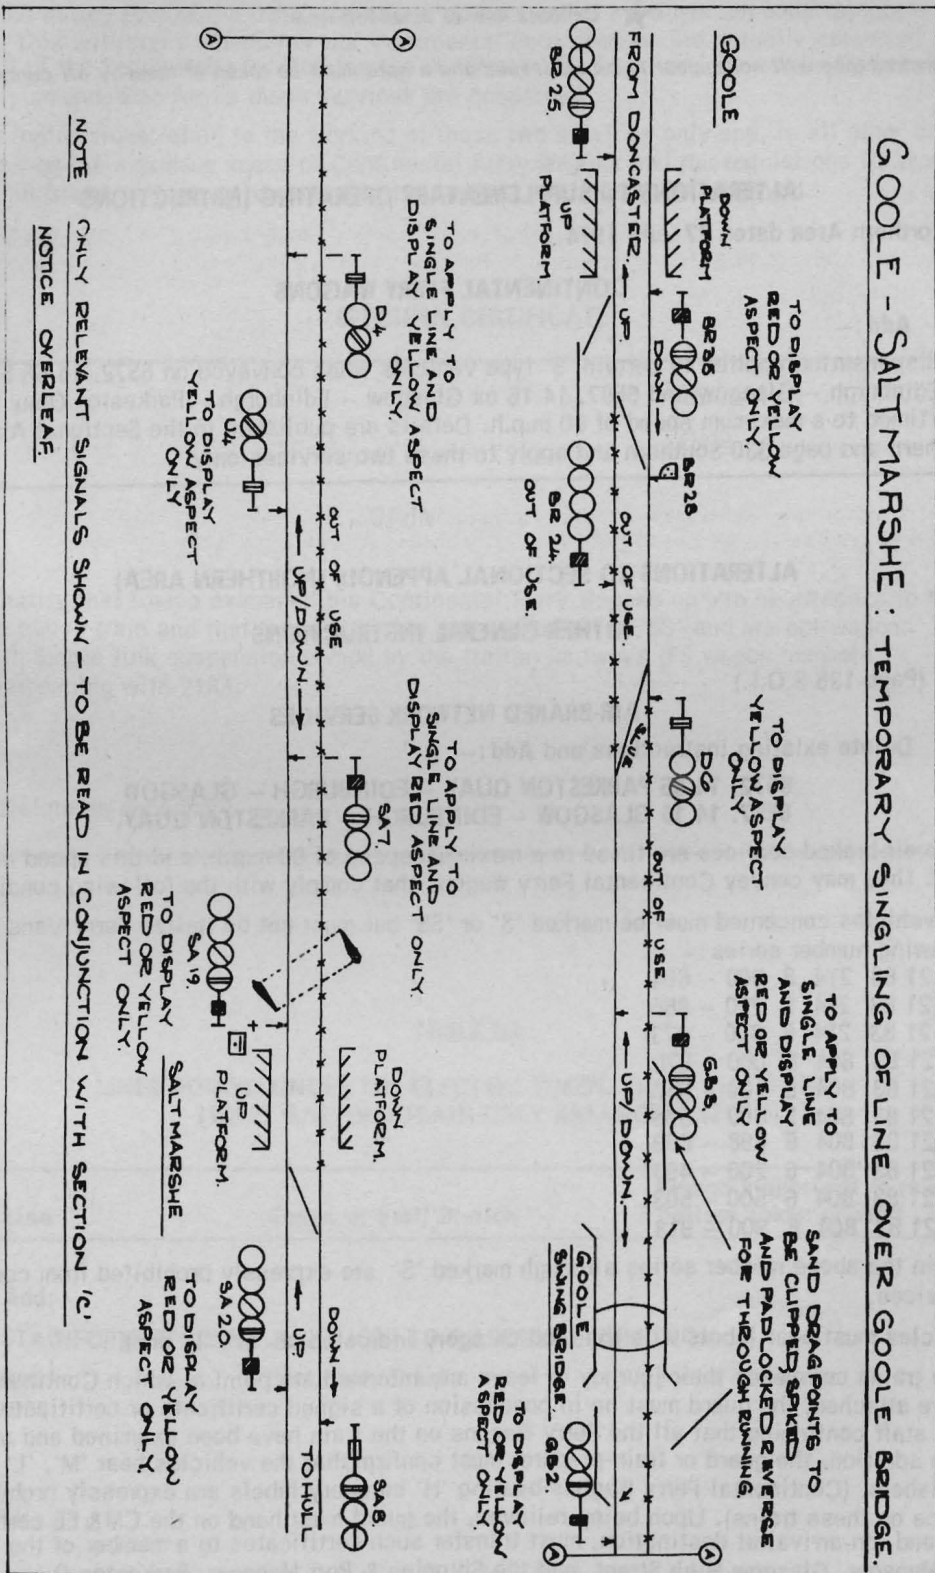 GOOLE – SALTMARSHE : TEMPORARY SINGLING OF LINE OVER GOOLE BRIDGE.
GOOLE
DOWN
PLATFORM
FROM DONCASTER.
UP
PLATFORM
BR 25.
TO DISPLAY
RED OR YELLOW
ASPECT ONLY.
BR 35
BR28
DOWN
UP
OUT OF USE
BR 24
OUT OF USE
TO DISPLAY
YELLOW ASPECT
ONLY.
DG
SLUE
OUT OF USE
TO APPLY TO
SINGLE LINE
AND DISPLAY
RED OR YELLOW
ASPECT ONLY
G.B3
UP/DOWN
SAND DRAG POINTS TO
BE CLIPPED, SPIKED
AND PADLOCKED REVERSE
FOR THROUGH RUNNING.
GOOLE
SWING BRIDGE
GB2
TO DISPLAY
RED OR YELLOW
ASPECT ONLY.
A
A
A
A
TO APPLY TO
SINGLE LINE AND
DISPLAY YELLOW ASPECT
ONLY.
D4
U4
TO DISPLAY
YELLOW ASPECT
ONLY
OUT OF USE
UP/DOWN
TO APPLY TO
SINGLE LINE AND
DISPLAY RED ASPECT ONLY.
SA7.
SA19
TO DISPLAY
RED OR YELLOW
ASPECT ONLY.
DOWN
PLATFORM.
UP
PLATFORM.
SALTMARSHE
DOWN
UP
SA20
TO DISPLAY
RED OR YELLOW
ASPECT ONLY.
SA8.
TO HULL
NOTE ONLY RELEVANT SIGNALS SHOWN – TO BE READ IN CONJUNCTION WITH SECTION 'C',
NOTICE OVERLEAF.